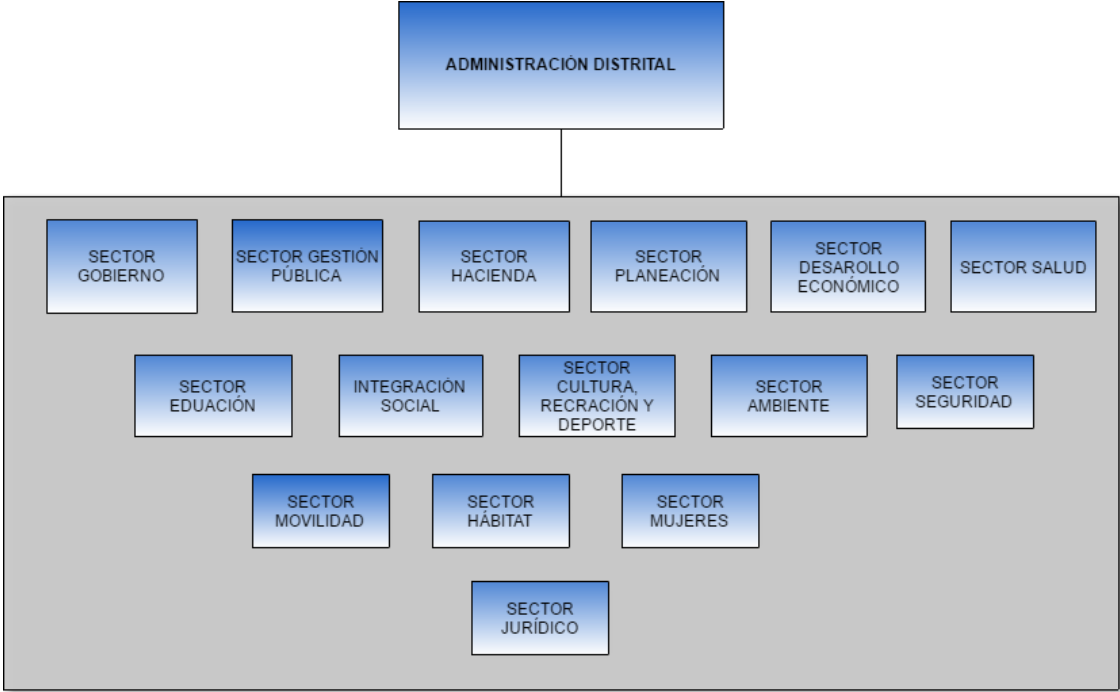 ADMINISTRACIÓN DISTRITAL
SECTOR
GOBIERNO
SECTOR GESTIÓN
PÚBLICA
SECTOR
HACIENDA
SECTOR
PLANEACIÓN
SECTOR
DESAROLLO
ECONÓMICO
SECTOR SALUD
SECTOR
EDUACIÓN
INTEGRACIÓN
SOCIAL
SECTOR
CULTURA,
RECRACIÓN Y
DEPORTE
SECTOR
AMBIENTE
SECTOR
SEGURIDAD
SECTOR
MOVILIDAD
SECTOR
HÁBITAT
SECTOR
MUJERES
SECTOR
JURÍDICO